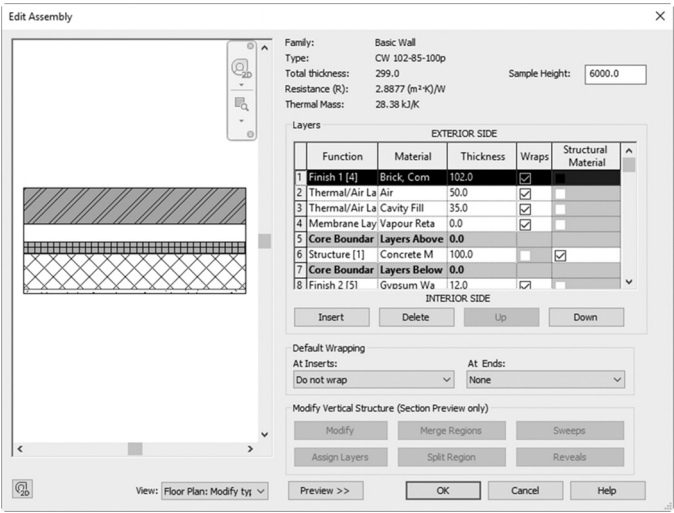 Edit Assembly
Family: Basic Wall
Type: CW 102-85-100p
Total thickness: 299.0 Sample Height: 6000.0
Resistance (R): 2.8877 (m²·K)/W
Thermal Mass: 28.38 kJ/K
Layers
EXTERIOR SIDE
Function Material Thickness Wraps Structural Material
1 Finish 1 [4] Brick, Com 102.0
2 Thermal/Air La Air 50.0
3 Thermal/Air La Cavity Fill 35.0
4 Membrane Lay Vapour Reta 0.0
5 Core Boundar Layers Above 0.0
6 Structure [1] Concrete M 100.0
7 Core Boundar Layers Below 0.0
8 Finish 2 [5] Gypsum Wa 12.0
INTERIOR SIDE
Insert Delete Up Down
Default Wrapping
At Inserts: At Ends:
Do not wrap None
Modify Vertical Structure (Section Preview only)
Modify Merge Regions Sweeps
Assign Layers Split Region Reveals
2D
2D
View: Floor Plan: Modify typ Preview >> OK Cancel Help